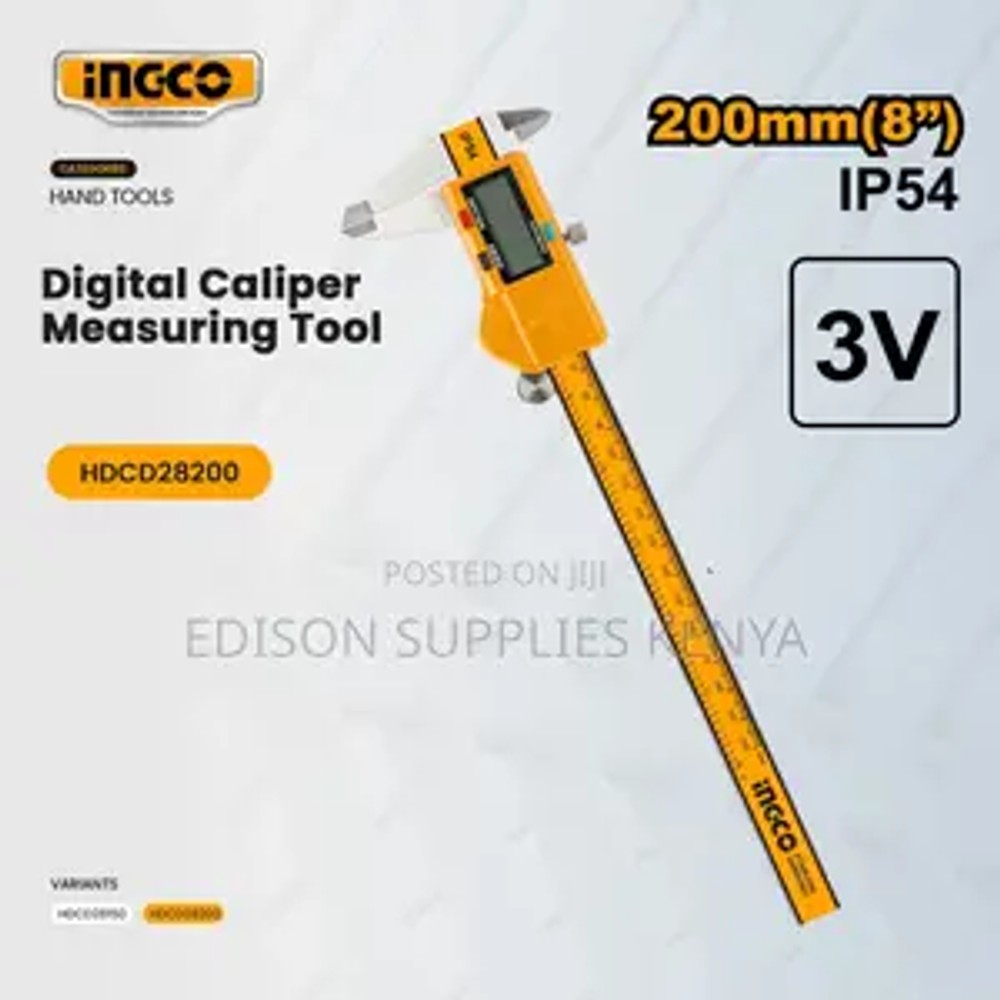 INGCO
CATEGORIES
HAND TOOLS
200mm(8”)
IP54
Digital Caliper
Measuring Tool
3V
HDCD28200
IP54
POSTED ON JIJI
EDISON SUPPLIES KENYA
INGCO
VARIANTS